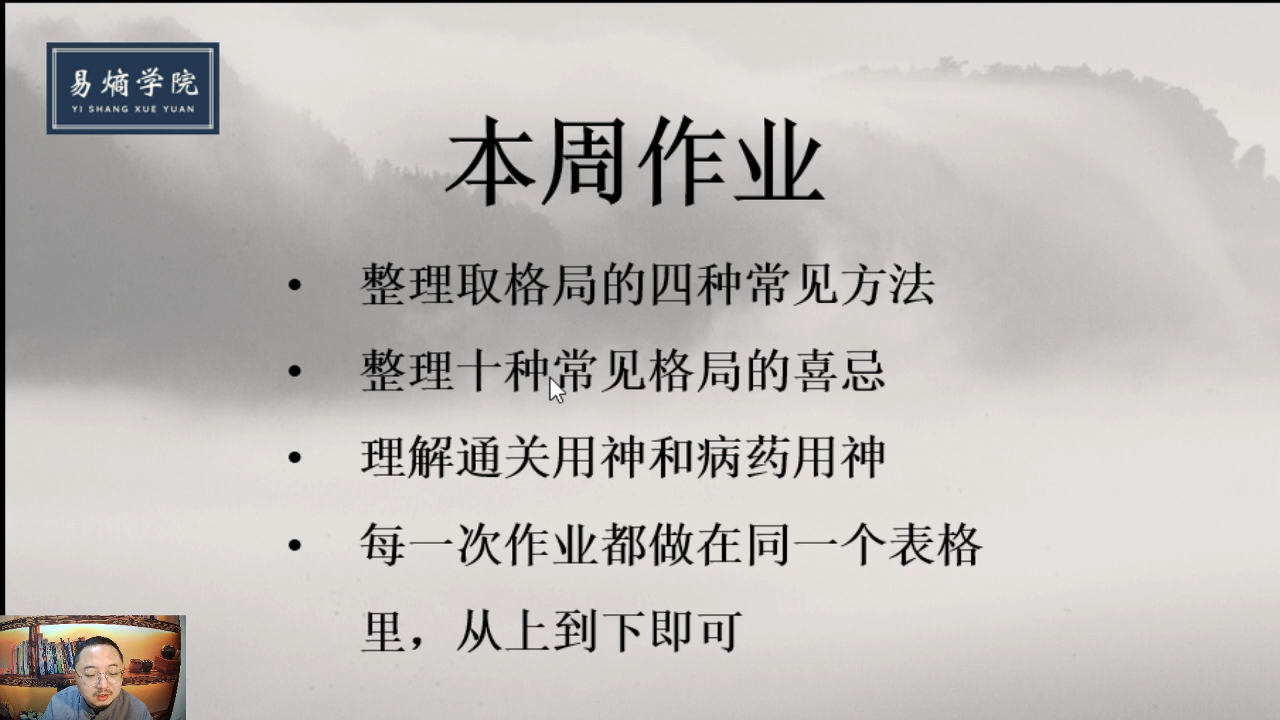 易熵学院
YI SHANG XUE YUAN
本周作业
• 整理取格局的四种常见方法
• 整理十种常见格局的喜忌
• 理解通关用神和病药用神
• 每一次作业都做在同一个表格
里，从上到下即可